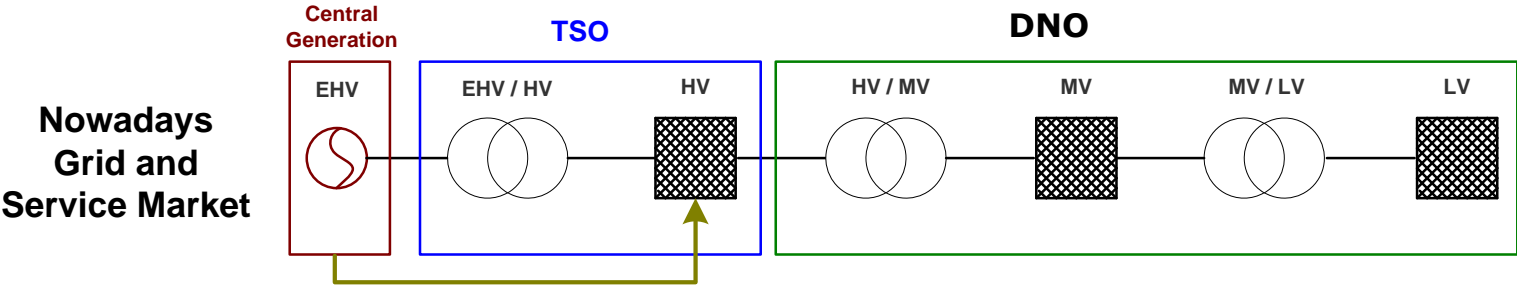 Central
Generation
TSO
DNO
EHV
EHV / HV
HV
HV / MV
MV
MV / LV
LV
Nowadays
Grid and
Service Market